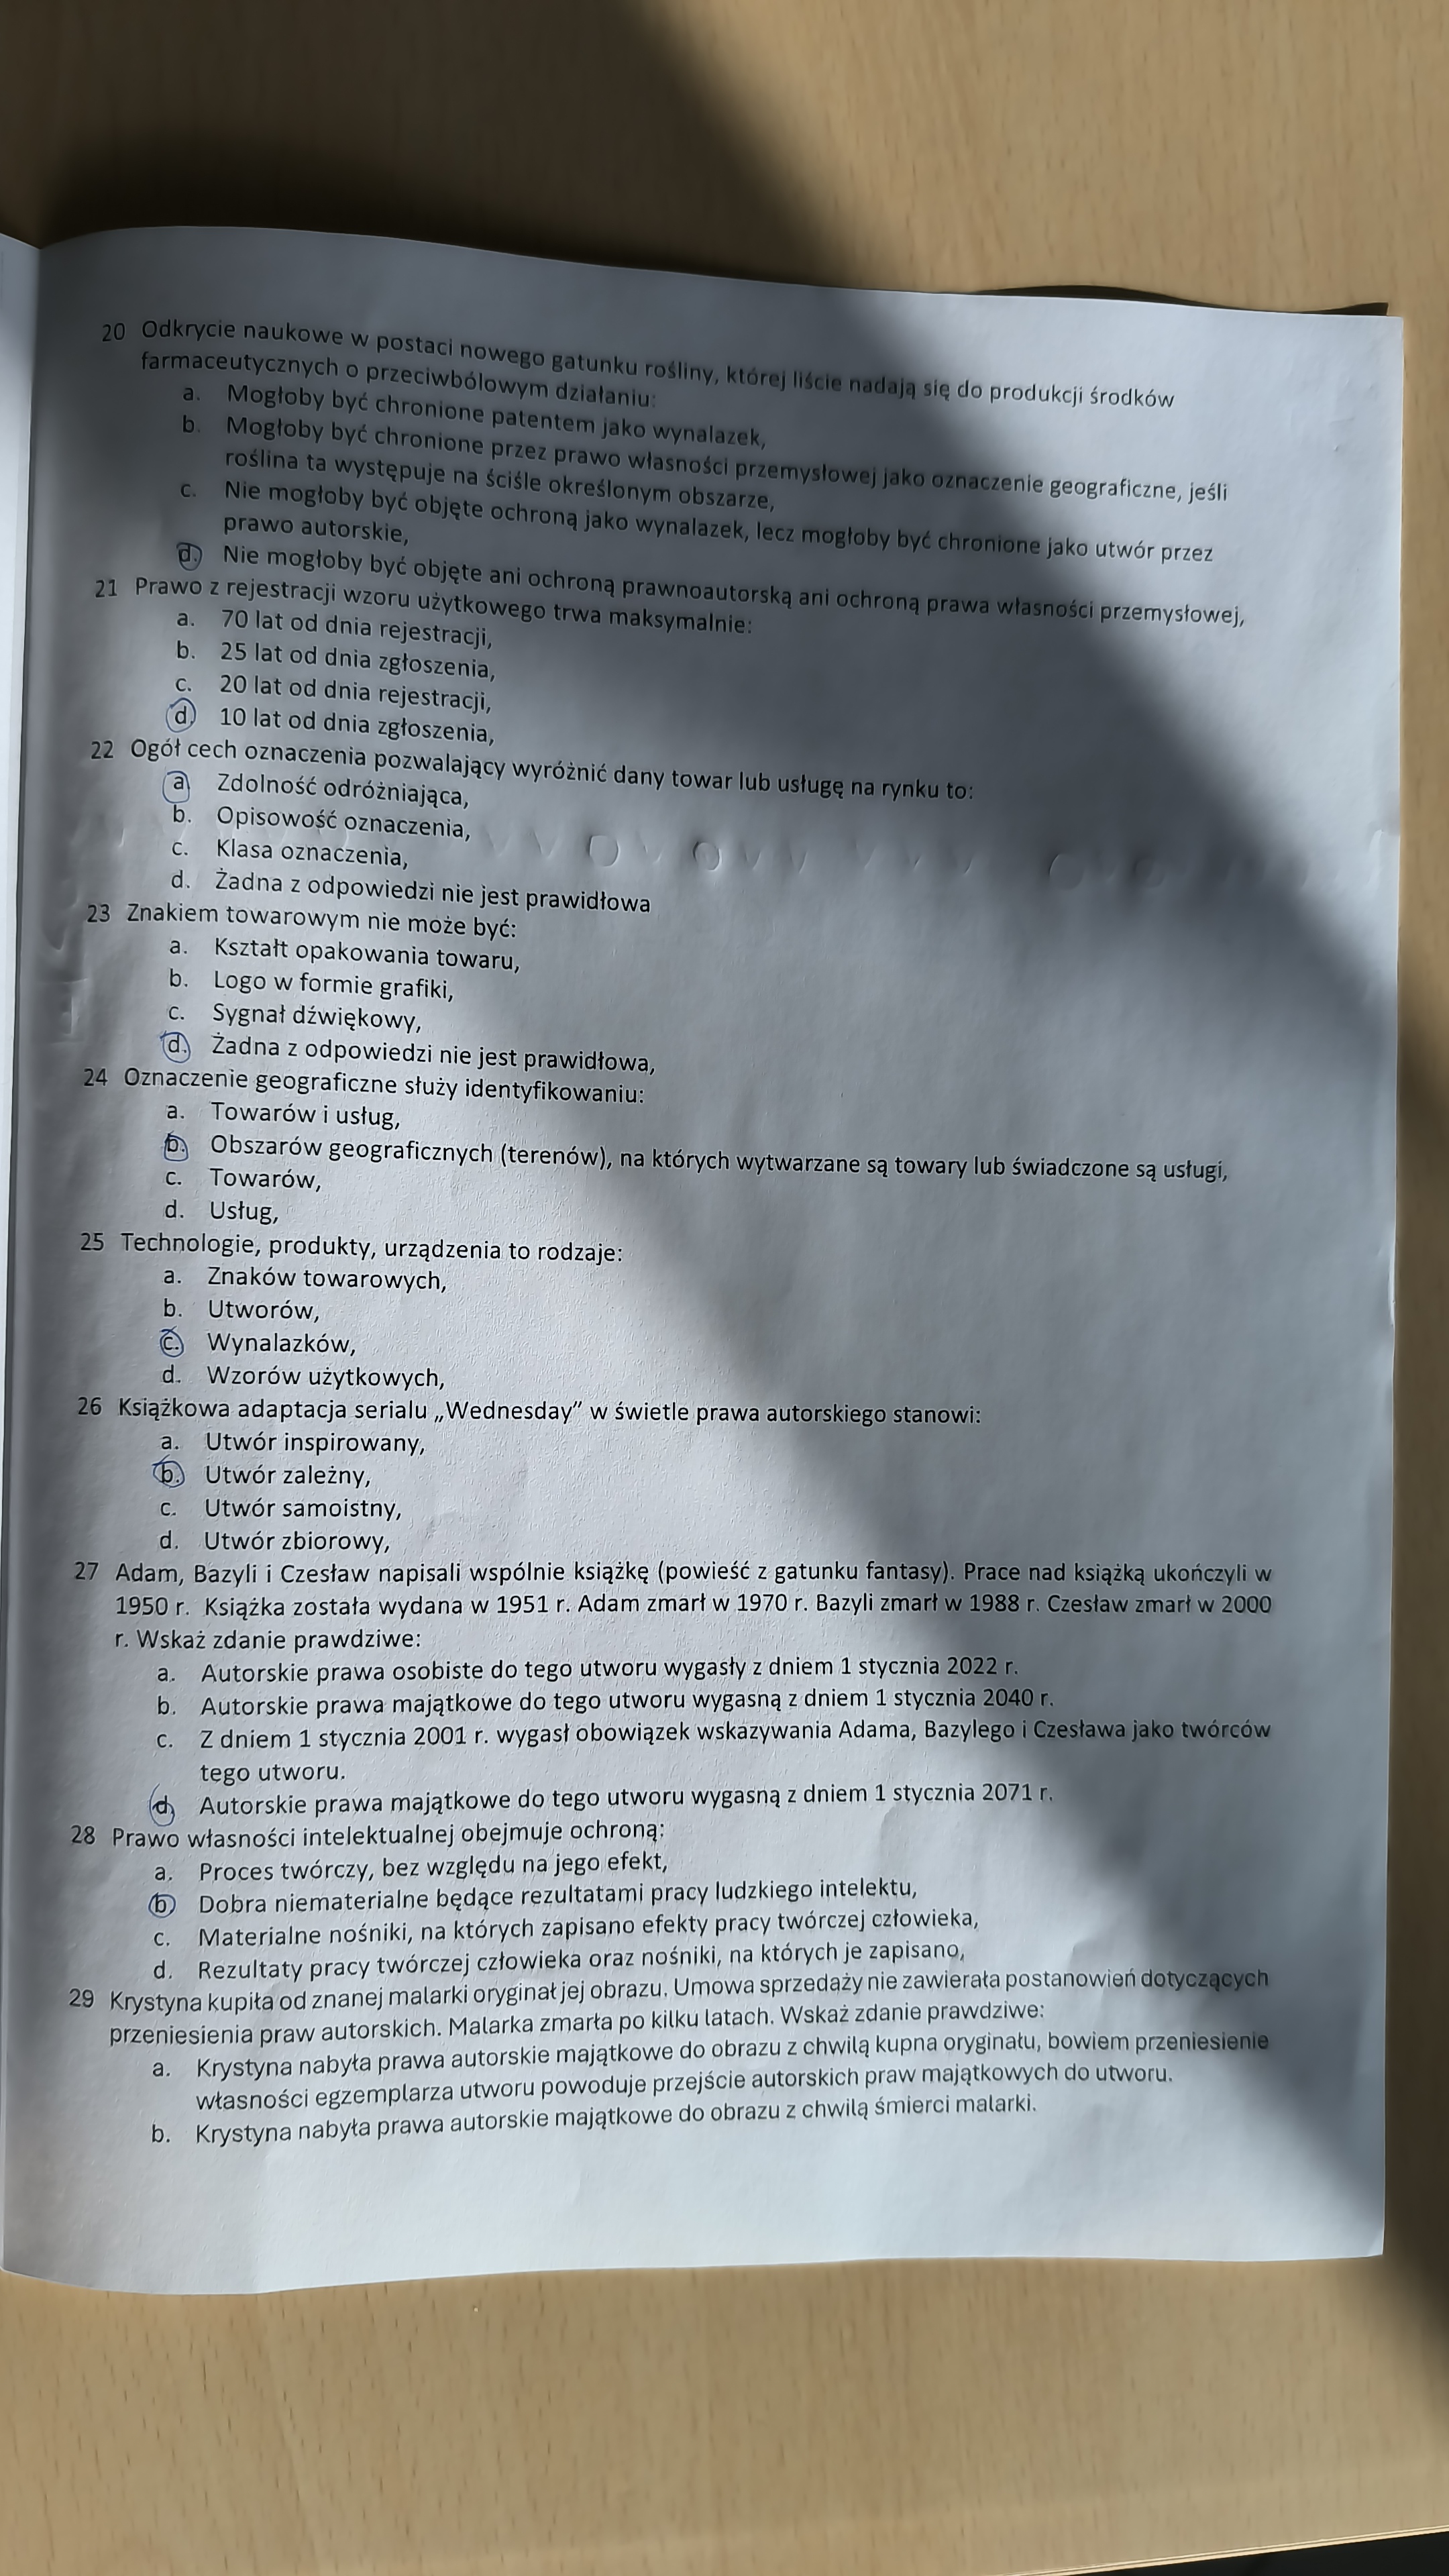 20 Odkrycie naukowe w postaci nowego gatunku rośliny, której liście nadają się do produkcji środków
farmaceutycznych o przeciwbólowym działaniu:
a. Mogłoby być chronione patentem jako wynalazek,
b. Mogłoby być chronione przez prawo własności przemysłowej jako oznaczenie geograficzne, jeśli
roślina ta występuje na ściśle określonym obszarze,
c. Nie mogłoby być objęte ochroną jako wynalazek, lecz mogłoby być chronione jako utwór przez
prawo autorskie,
d. Nie mogłoby być objęte ani ochroną prawnoautorską ani ochroną prawa własności przemysłowej,
21 Prawo z rejestracji wzoru użytkowego trwa maksymalnie:
a. 70 lat od dnia rejestracji,
b. 25 lat od dnia zgłoszenia,
c. 20 lat od dnia rejestracji,
d. 10 lat od dnia zgłoszenia,
22 Ogół cech oznaczenia pozwalający wyróżnić dany towar lub usługę na rynku to:
a Zdolność odróżniająca,
b. Opisowość oznaczenia,
c. Klasa oznaczenia,
d. Żadna z odpowiedzi nie jest prawidłowa
23 Znakiem towarowym nie może być:
a. Kształt opakowania towaru,
b. Logo w formie grafiki,
c. Sygnał dźwiękowy,
d. Żadna z odpowiedzi nie jest prawidłowa,
24 Oznaczenie geograficzne służy identyfikowaniu:
a. Towarów i usług,
b. Obszarów geograficznych (terenów), na których wytwarzane są towary lub świadczone są usługi,
c. Towarów,
d. Usług,
25 Technologie, produkty, urządzenia to rodzaje:
a. Znaków towarowych,
b. Utworów,
c. Wynalazków,
d. Wzorów użytkowych,
26 Książkowa adaptacja serialu „Wednesday” w świetle prawa autorskiego stanowi:
a. Utwór inspirowany,
b. Utwór zależny,
c. Utwór samoistny,
d. Utwór zbiorowy,
27 Adam, Bazyli i Czesław napisali wspólnie książkę (powieść z gatunku fantasy). Prace nad książką ukończyli w
1950 r. Książka została wydana w 1951 r. Adam zmarł w 1970 r. Bazyli zmarł w 1988 r. Czesław zmarł w 2000
r. Wskaż zdanie prawdziwe:
a. Autorskie prawa osobiste do tego utworu wygasły z dniem 1 stycznia 2022 r.
b. Autorskie prawa majątkowe do tego utworu wygasną z dniem 1 stycznia 2040 r.
c. Z dniem 1 stycznia 2001 r. wygasł obowiązek wskazywania Adama, Bazylego i Czesława jako twórców
tego utworu.
d. Autorskie prawa majątkowe do tego utworu wygasną z dniem 1 stycznia 2071 r.
28 Prawo własności intelektualnej obejmuje ochroną:
a. Proces twórczy, bez względu na jego efekt,
b Dobra niematerialne będące rezultatami pracy ludzkiego intelektu,
c. Materialne nośniki, na których zapisano efekty pracy twórczej człowieka,
d. Rezultaty pracy twórczej człowieka oraz nośniki, na których je zapisano,
29 Krystyna kupiła od znanej malarki oryginał jej obrazu. Umowa sprzedaży nie zawierała postanowień dotyczących
przeniesienia praw autorskich. Malarka zmarła po kilku latach. Wskaż zdanie prawdziwe:
a. Krystyna nabyła prawa autorskie majątkowe do obrazu z chwilą kupna oryginału, bowiem przeniesienie
własności egzemplarza utworu powoduje przejście autorskich praw majątkowych do utworu.
b. Krystyna nabyła prawa autorskie majątkowe do obrazu z chwilą śmierci malarki.